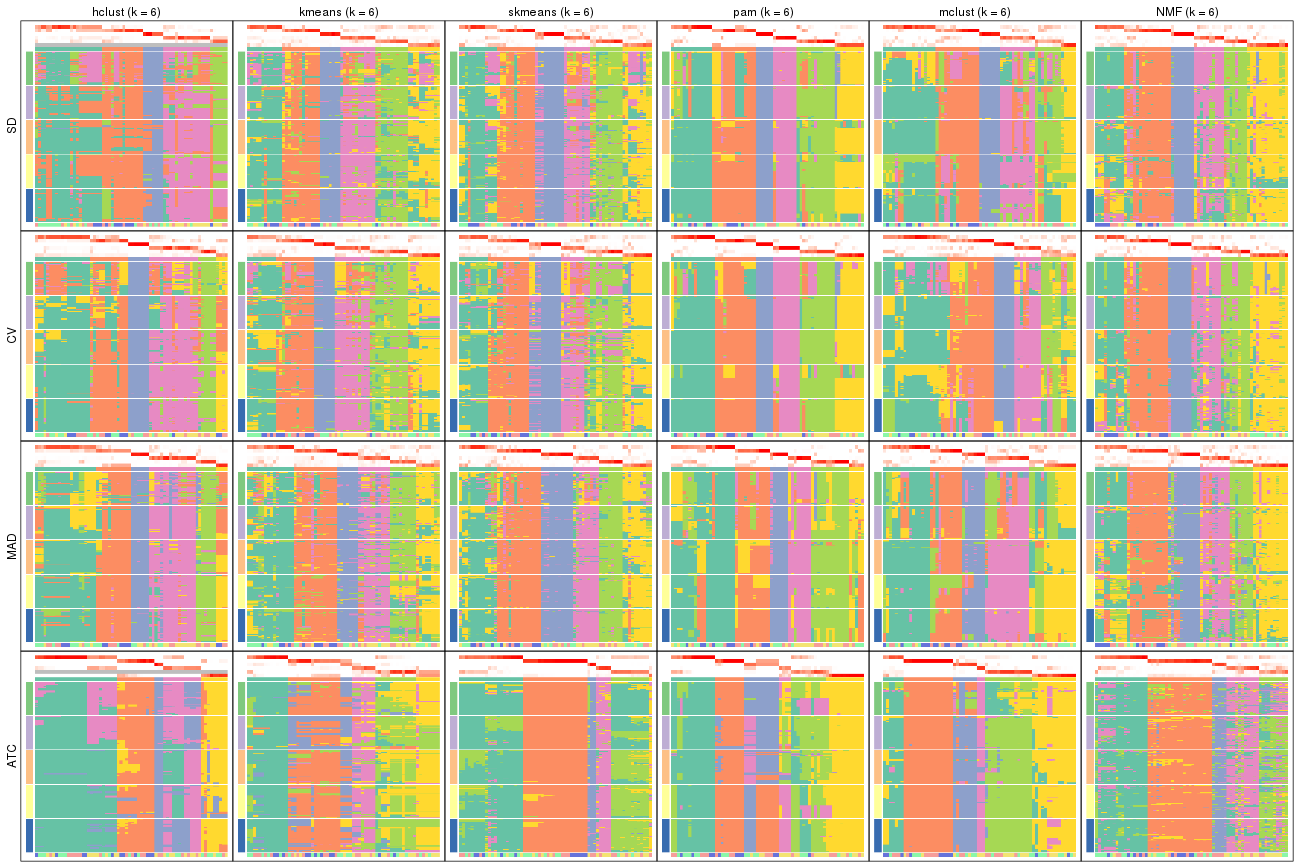 hclust (k = 6) kmeans (k = 6) skmeans (k = 6) pam (k = 6) mclust (k = 6) NMF (k = 6)
SD
CV
MAD
ATC